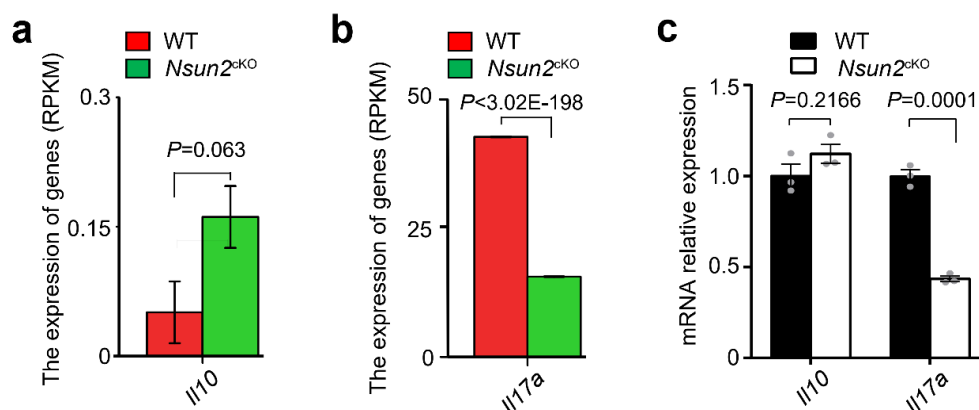 a
WT
Nsun2cKO
The expression of genes (RPKM)
0.3
0.15
0
P=0.063
Il10
b
WT
Nsun2cKO
The expression of genes (RPKM)
50
25
0
P<3.02E-198
Il17a
c
WT
Nsun2cKO
mRNA relative expression
1.5
1.0
0.5
0.0
P=0.2166
P=0.0001
Il10
Il17a